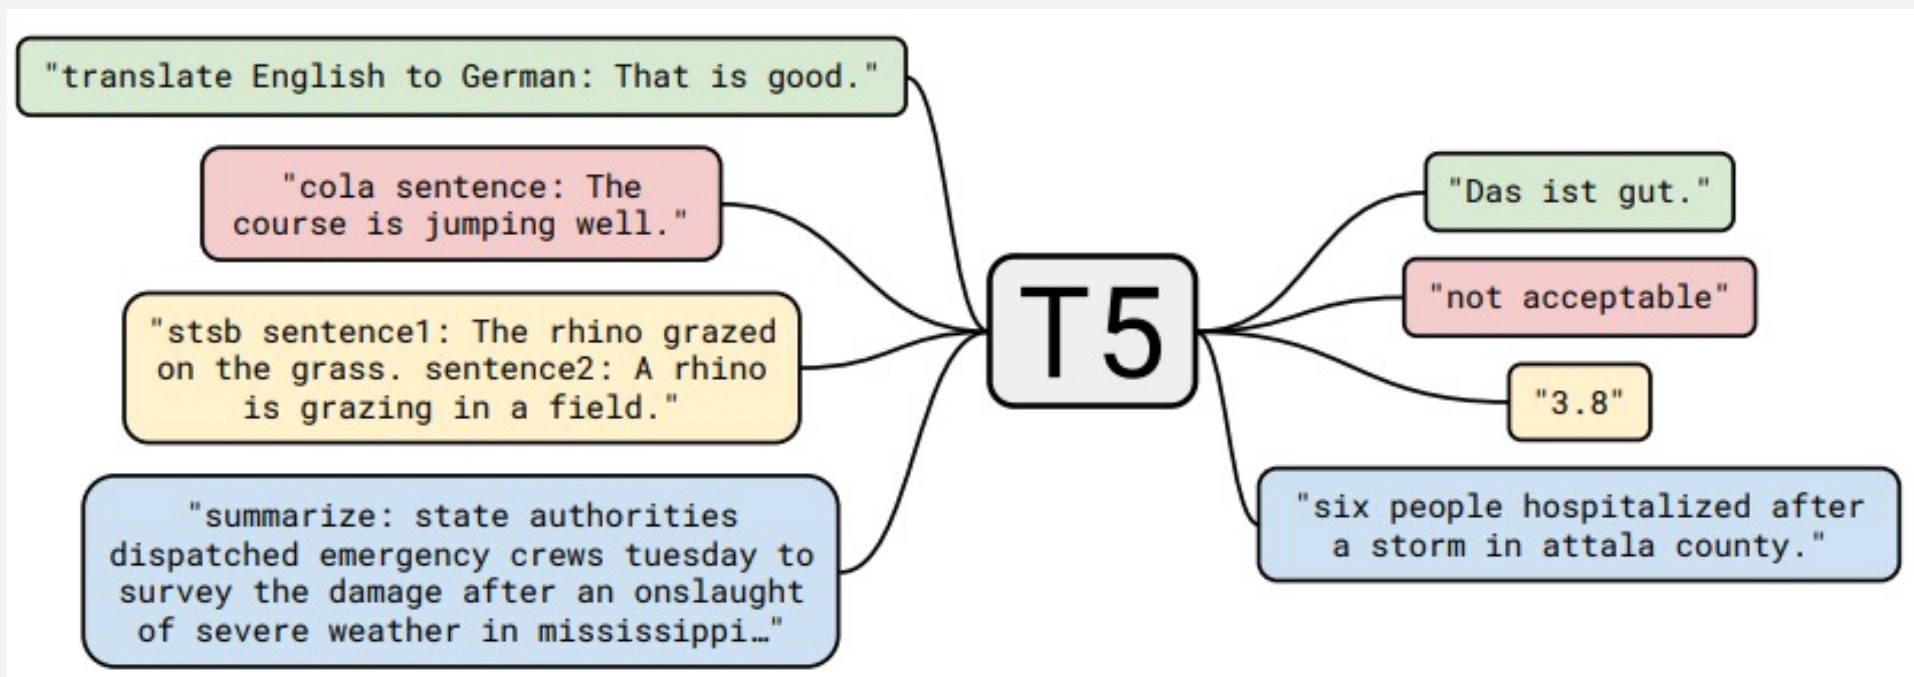 "translate English to German: That is good."
"cola sentence: The
course is jumping well."
"stsb sentence1: The rhino grazed
on the grass. sentence2: A rhino
is grazing in a field."
"summarize: state authorities
dispatched emergency crews tuesday to
survey the damage after an onslaught
of severe weather in mississippi…"
T5
"Das ist gut."
"not acceptable"
"3.8"
"six people hospitalized after
a storm in attala county."